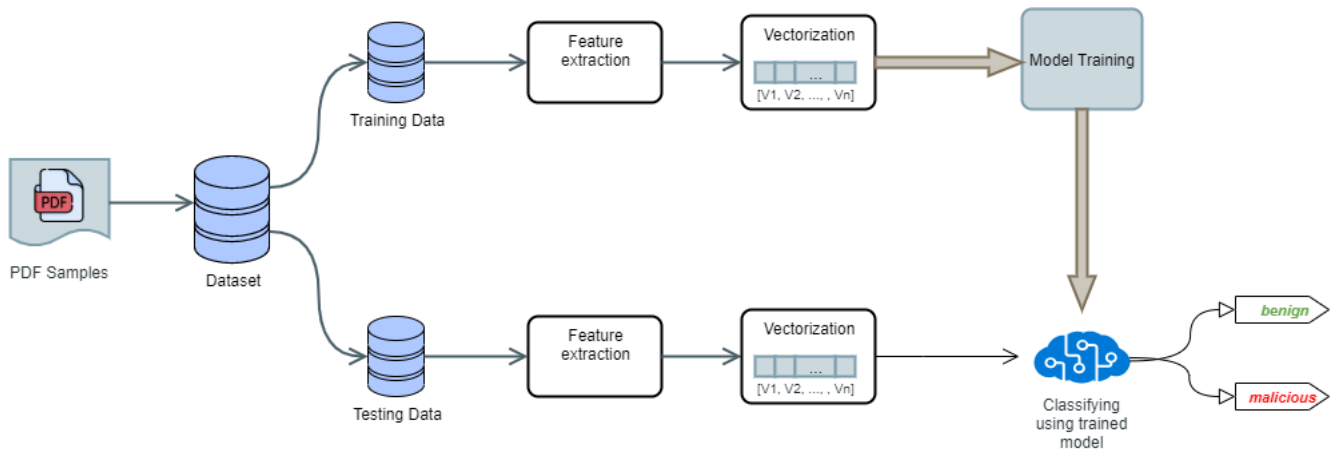 Training Data
Feature
extraction
Vectorization
...
[V1, V2, ..., , Vn]
Model Training
PDF
PDF Samples
Dataset
Testing Data
Feature
extraction
Vectorization
...
[V1, V2, ..., , Vn]
Classifying
using trained
model
benign
malicious